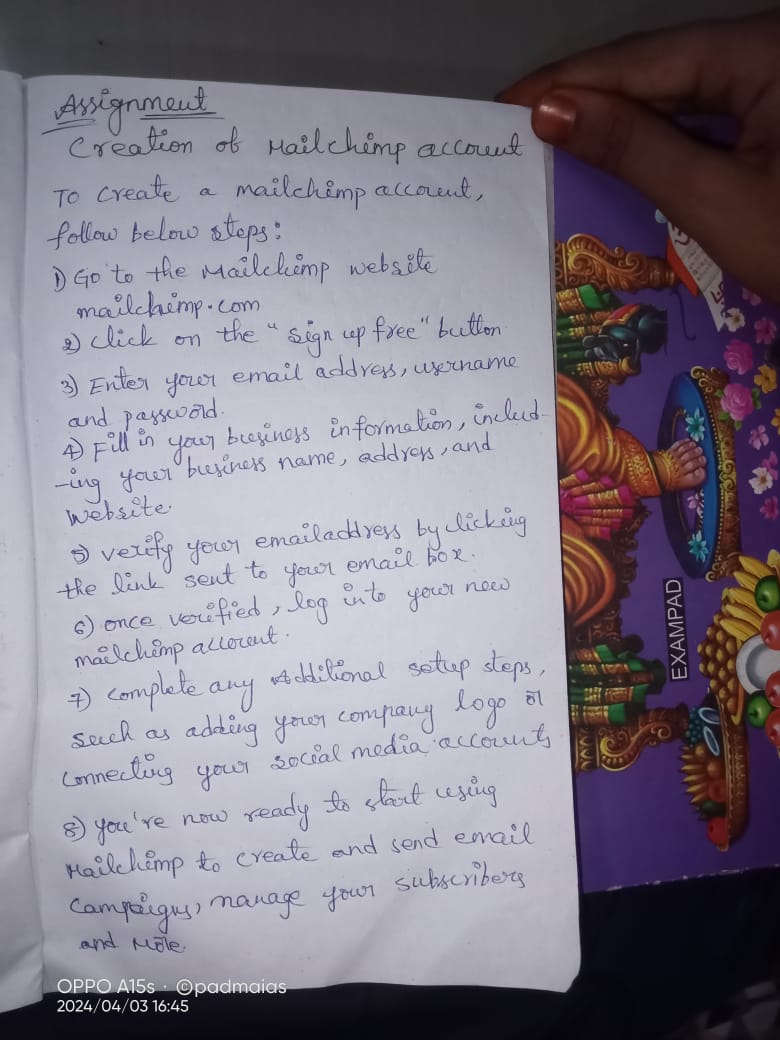 Assignment
Creation of Mailchimp account
To create a mailchimp account,
follow below steps:
1) Go to the Mailchimp website
mailchimp.com
2) click on the "sign up free" button
3) Enter your email address, username
and password.
4) Fill in your business information, includ-
-ing your business name, address, and
website.
5) verify your emailaddress by clicking
the link sent to your email box.
6) once verified, log into your new
mailchimp account.
7) complete any Additional setup steps,
such as adding your company logo or
connecting your social media accounts
8) you're now ready to start using
Mailchimp to create and send email
campaigns, manage your subscribers
and more.
EXAMPAD
OPPO A15s · ©padmaias
2024/04/03 16:45